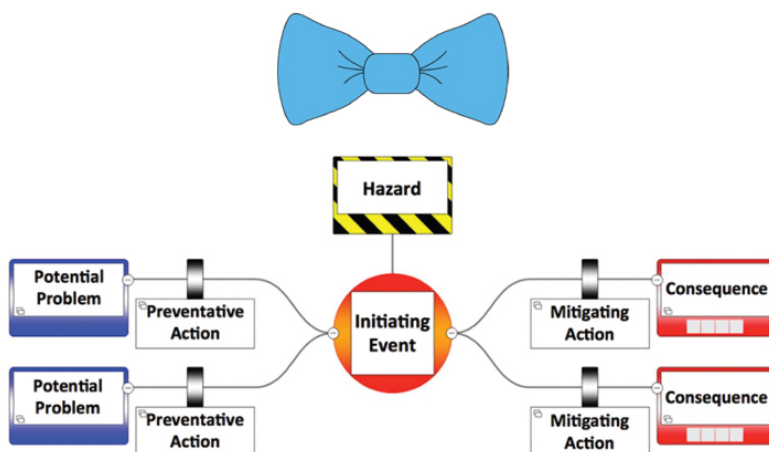 Hazard
Potential
Problem
Preventative
Action
Initiating
Event
Mitigating
Action
Consequence
Potential
Problem
Preventative
Action
Mitigating
Action
Consequence